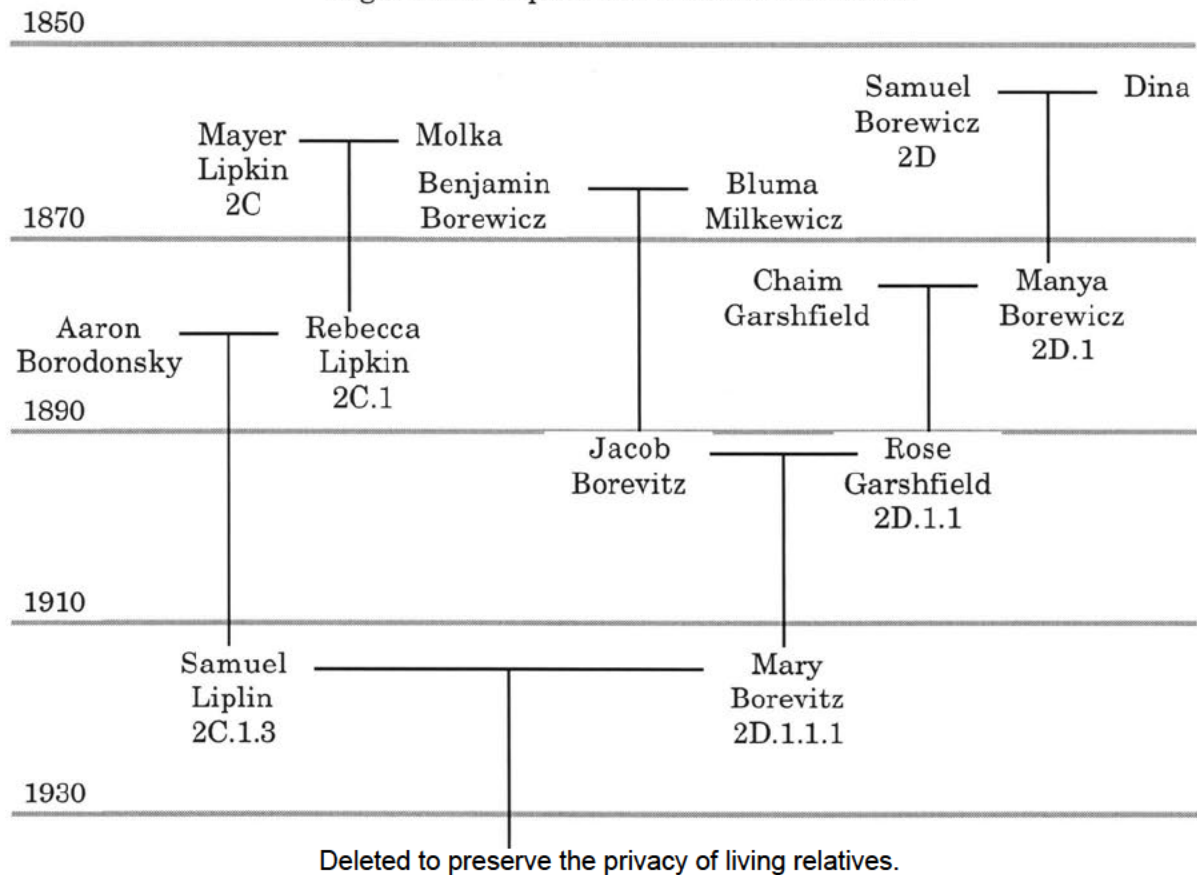 1850
Samuel
Borewicz
2D
Dina
Mayer
Lipkin
2C
Molka
Benjamin
Borewicz
Bluma
Milkewicz
1870
Chaim
Garshfield
Manya
Borewicz
2D.1
Aaron
Borodonsky
Rebecca
Lipkin
2C.1
1890
Jacob
Borevitz
Rose
Garshfield
2D.1.1
1910
Samuel
Liplin
2C.1.3
Mary
Borevitz
2D.1.1.1
1930
Deleted to preserve the privacy of living relatives.